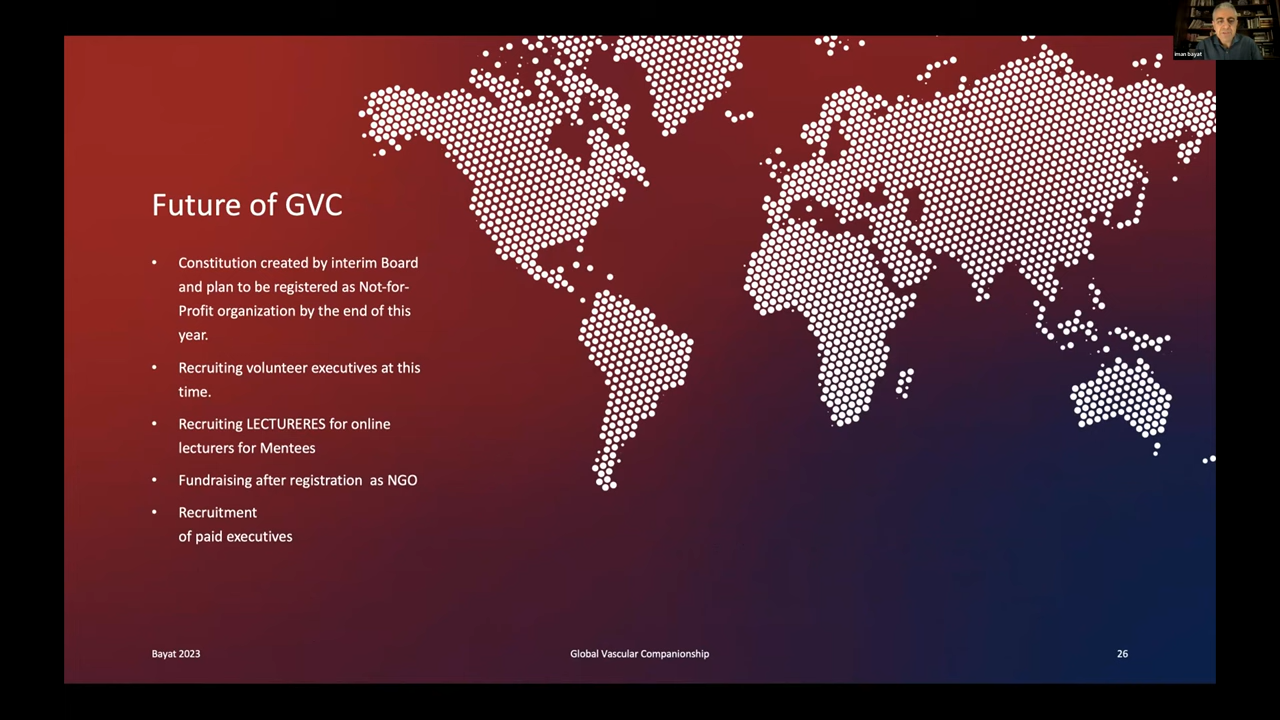 iman bayat
Future of GVC
• Constitution created by interim Board
and plan to be registered as Not-for-
Profit organization by the end of this
year.
• Recruiting volunteer executives at this
time.
• Recruiting LECTURERES for online
lecturers for Mentees
• Fundraising after registration as NGO
• Recruitment
of paid executives
Bayat 2023
Global Vascular Companionship
26